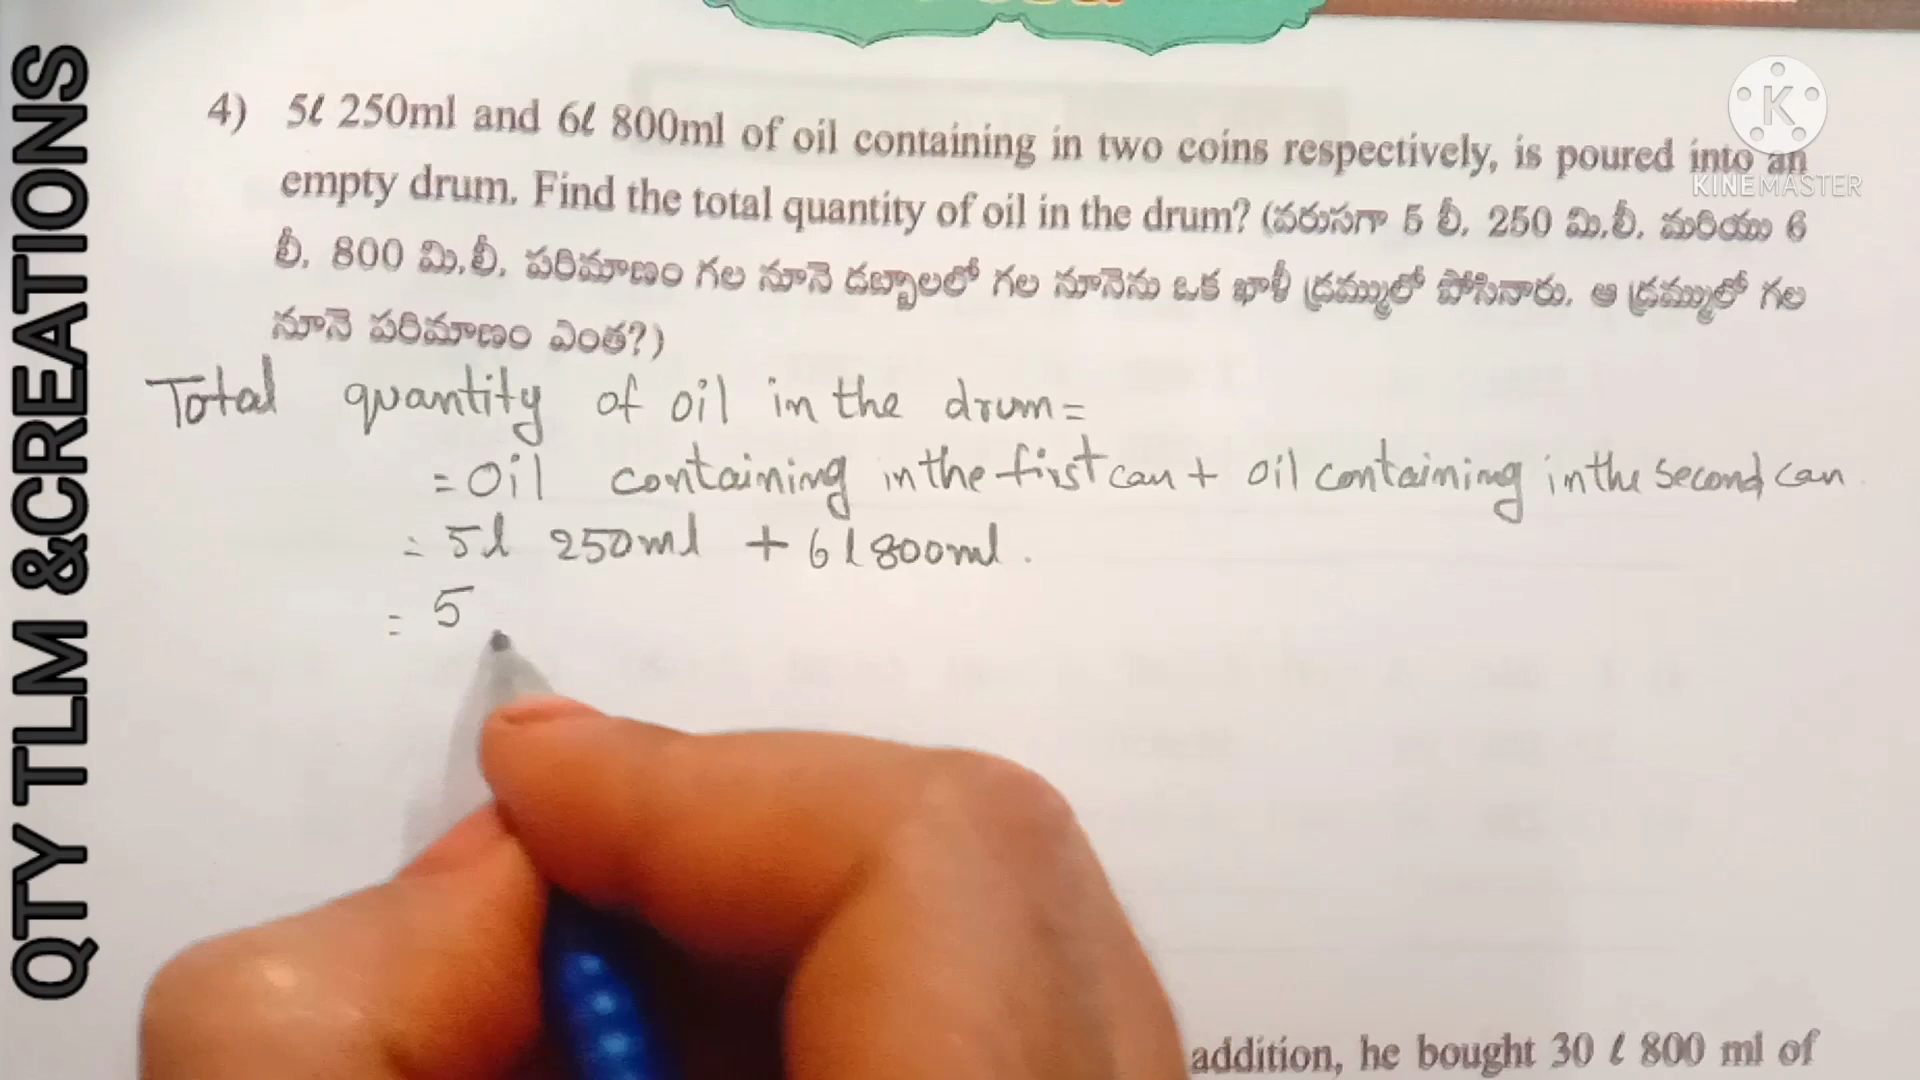 QTY TLM &CREATIONS
K
KINEMASTER
4) 5ℓ 250ml and 6ℓ 800ml of oil containing in two coins respectively, is poured into an
empty drum. Find the total quantity of oil in the drum? (వరుసగా 5 లీ. 250 మి.లీ. మరియు 6
లీ. 800 మి.లీ. పరిమాణం గల నూనె డబ్బాలలో గల నూనెను ఒక ఖాళీ డ్రమ్ములో పోసినారు. ఆ డ్రమ్ములో గల
నూనె పరిమాణం ఎంత?)
Total quantity of oil in the drum=
= Oil containing in the first can + oil containing in the second can
= 5l 250ml + 6l 800ml.
= 5
addition, he bought 30 ℓ 800 ml of